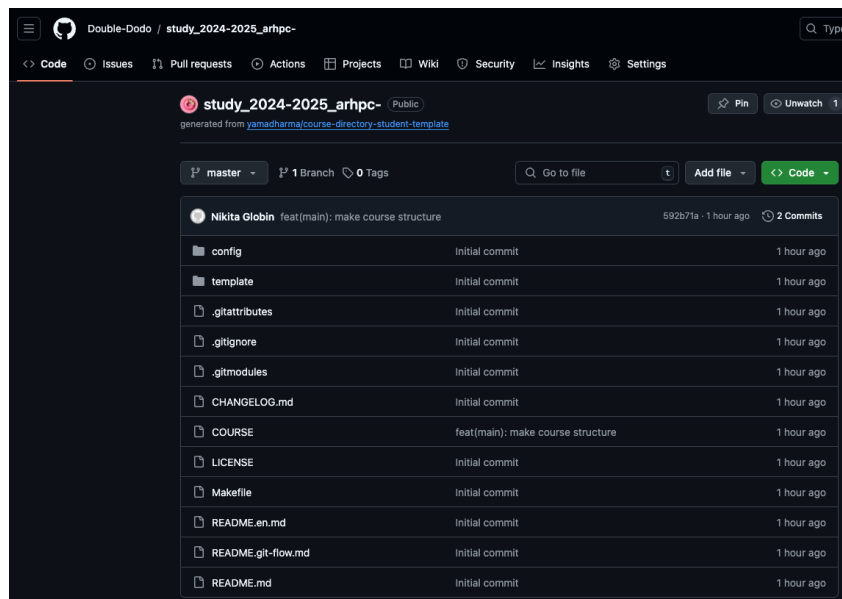 Double-Dodo / study_2024-2025_arhpc-
Code Issues Pull requests Actions Projects Wiki Security Insights Settings
study_2024-2025_arhpc- Public Pin Unwatch 1
generated from yamadharma/course-directory-student-template
master 1 Branch 0 Tags Go to file t Add file Code
Nikita Globin feat(main): make course structure 592b71a · 1 hour ago 2 Commits
config Initial commit 1 hour ago
template Initial commit 1 hour ago
.gitattributes Initial commit 1 hour ago
.gitignore Initial commit 1 hour ago
.gitmodules Initial commit 1 hour ago
CHANGELOG.md Initial commit 1 hour ago
COURSE feat(main): make course structure 1 hour ago
LICENSE Initial commit 1 hour ago
Makefile Initial commit 1 hour ago
README.en.md Initial commit 1 hour ago
README.git-flow.md Initial commit 1 hour ago
README.md Initial commit 1 hour ago